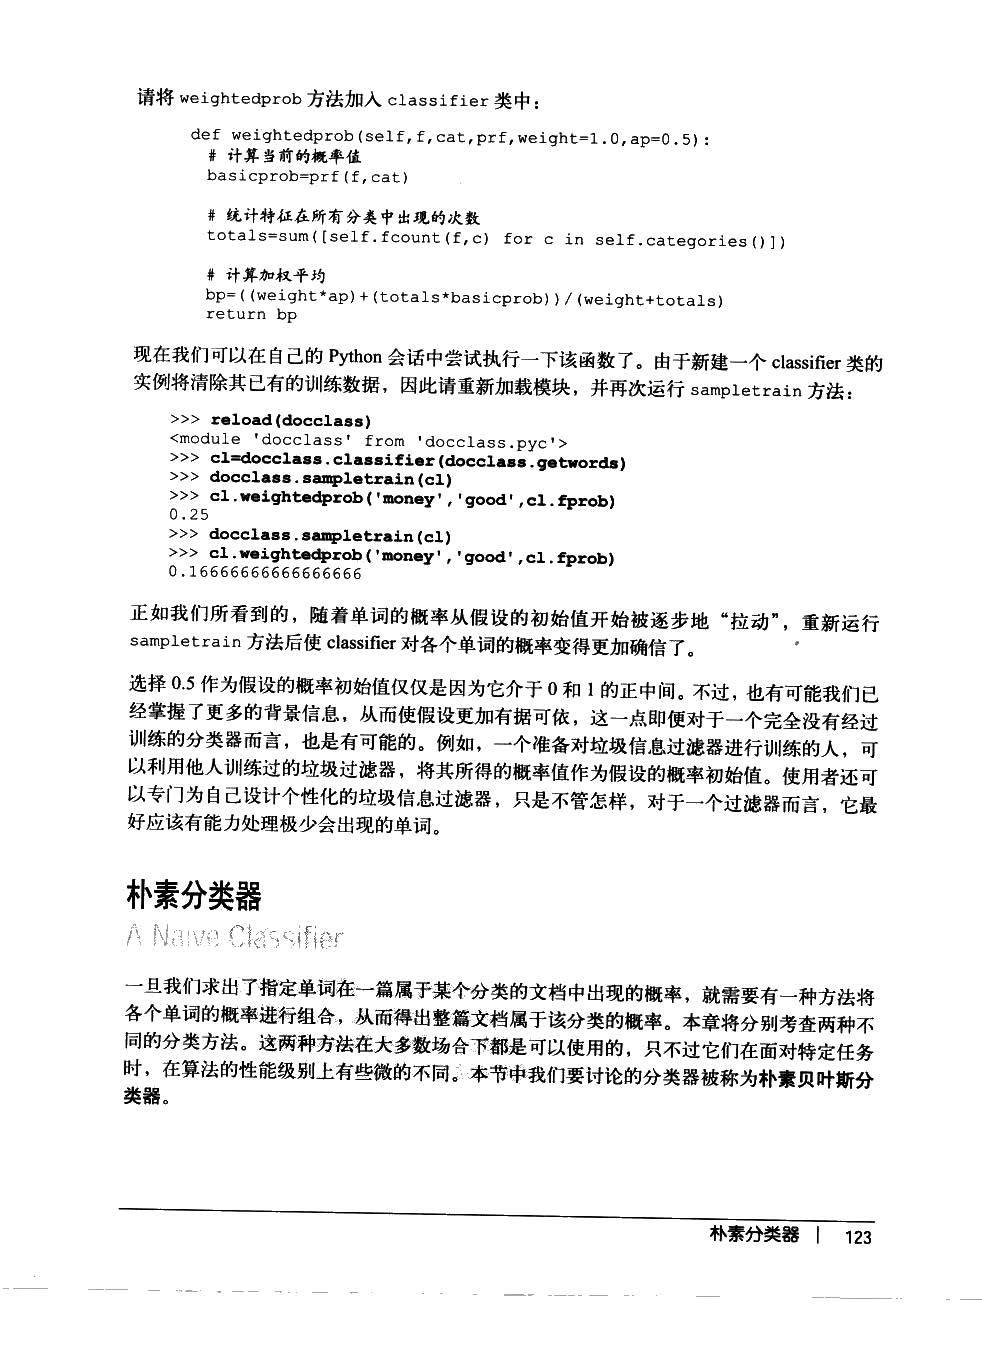 请将 weightedprob 方法加入 classifier 类中：
def weightedprob(self,f,cat,prf,weight=1.0,ap=0.5):
# 计算当前的概率值
basicprob=prf(f,cat)
# 统计特征在所有分类中出现的次数
totals=sum([self.fcount(f,c) for c in self.categories()])
# 计算加权平均
bp=((weight*ap)+(totals*basicprob))/(weight+totals)
return bp
现在我们可以在自己的 Python 会话中尝试执行一下该函数了。由于新建一个 classifier 类的
实例将清除其已有的训练数据，因此请重新加载模块，并再次运行 sampletrain 方法：
>>> reload(docclass)
<module 'docclass' from 'docclass.pyc'>
>>> cl=docclass.classifier(docclass.getwords)
>>> docclass.sampletrain(cl)
>>> cl.weightedprob('money','good',cl.fprob)
0.25
>>> docclass.sampletrain(cl)
>>> cl.weightedprob('money','good',cl.fprob)
0.16666666666666666
正如我们所看到的，随着单词的概率从假设的初始值开始被逐步地“拉动”，重新运行
sampletrain 方法后使 classifier 对各个单词的概率变得更加确信了。
选择 0.5 作为假设的概率初始值仅仅是因为它介于 0 和 1 的正中间。不过，也有可能我们已
经掌握了更多的背景信息，从而使假设更加有据可依，这一点即便对于一个完全没有经过
训练的分类器而言，也是有可能的。例如，一个准备对垃圾信息过滤器进行训练的人，可
以利用他人训练过的垃圾过滤器，将其所得的概率值作为假设的概率初始值。使用者还可
以专门为自己设计个性化的垃圾信息过滤器，只是不管怎样，对于一个过滤器而言，它最
好应该有能力处理极少会出现的单词。
朴素分类器
A Naive Classifier
一旦我们求出了指定单词在一篇属于某个分类的文档中出现的概率，就需要有一种方法将
各个单词的概率进行组合，从而得出整篇文档属于该分类的概率。本章将分别考查两种不
同的分类方法。这两种方法在大多数场合下都是可以使用的，只不过它们在面对特定任务
时，在算法的性能级别上有些微的不同。本节中我们要讨论的分类器被称为朴素贝叶斯分
类器。
朴素分类器 | 123